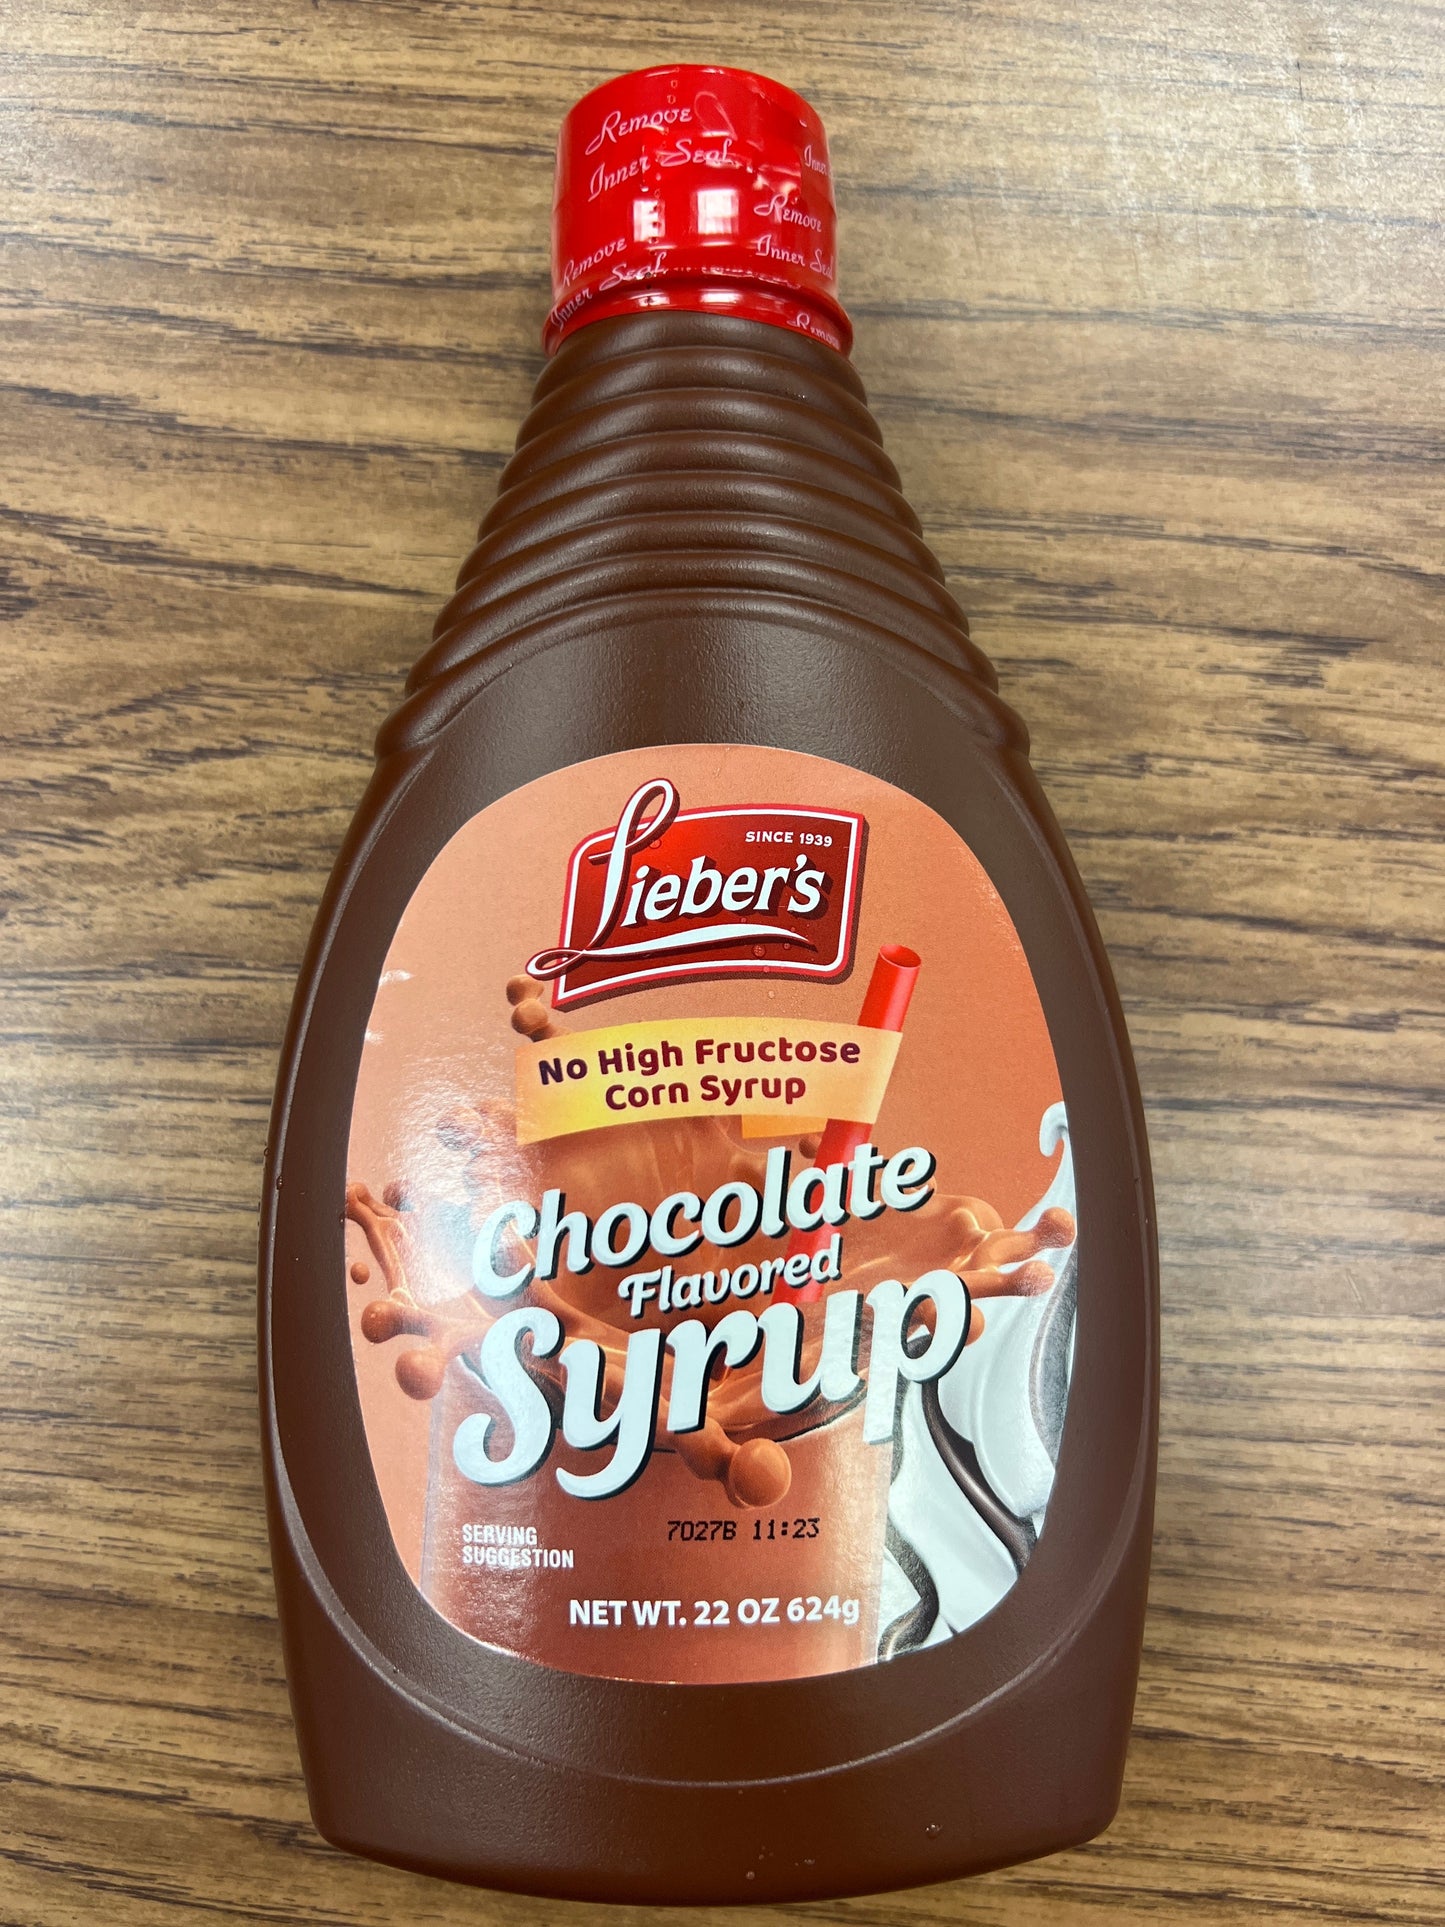 Remove
Inner Seal
Inner
Remove
Inner Seal
Remove
Inner Seal
Remove
SINCE 1939
Lieber's
No High Fructose
Corn Syrup
Chocolate
Flavored
Syrup
7027B 11:23
SERVING
SUGGESTION
NET WT. 22 OZ 624g